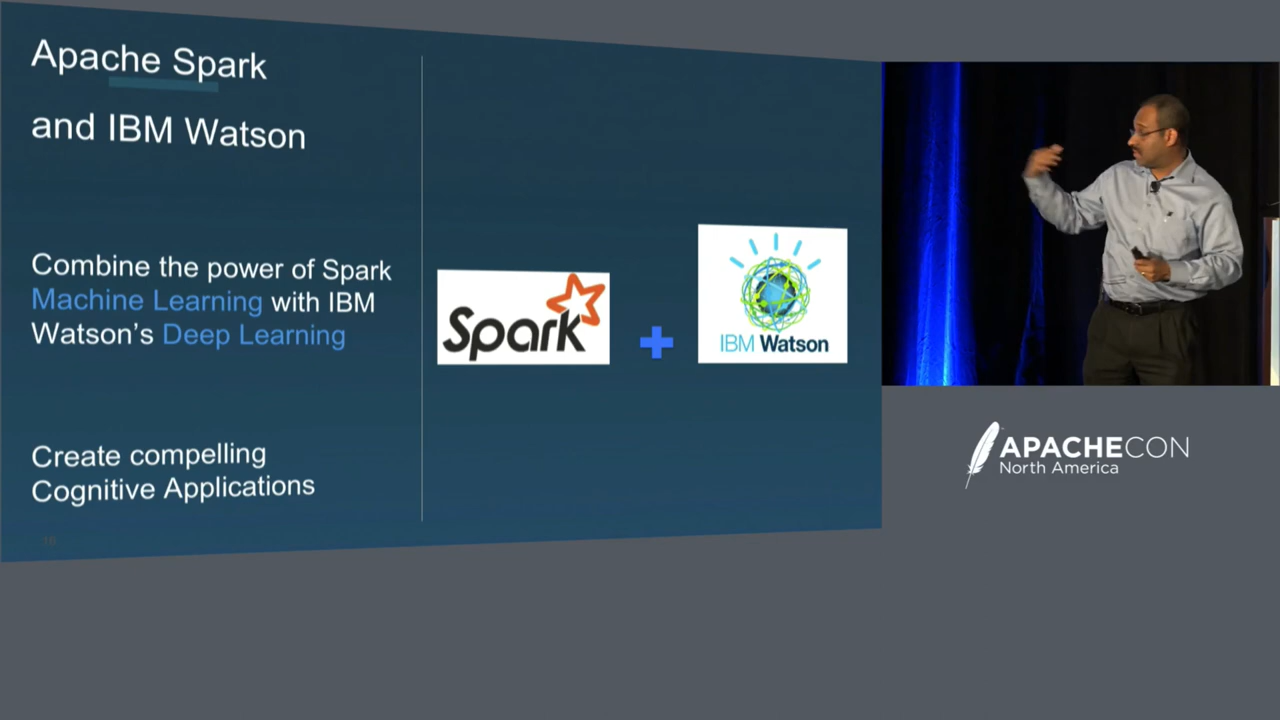 Apache Spark
and IBM Watson
Combine the power of Spark
Machine Learning with IBM
Watson's Deep Learning
Create compelling
Cognitive Applications
16
Spark
IBM Watson
APACHECON
North America